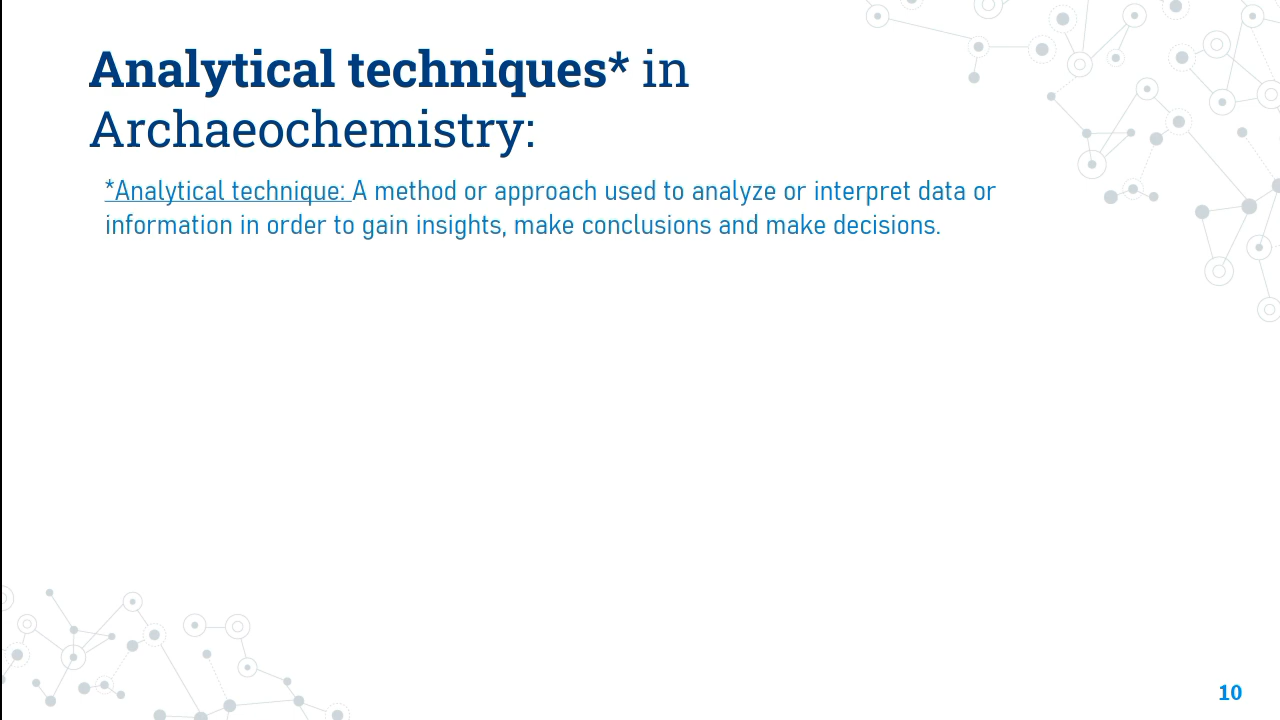 Analytical techniques* in
Archaeochemistry:
*Analytical technique: A method or approach used to analyze or interpret data or
information in order to gain insights, make conclusions and make decisions.
10